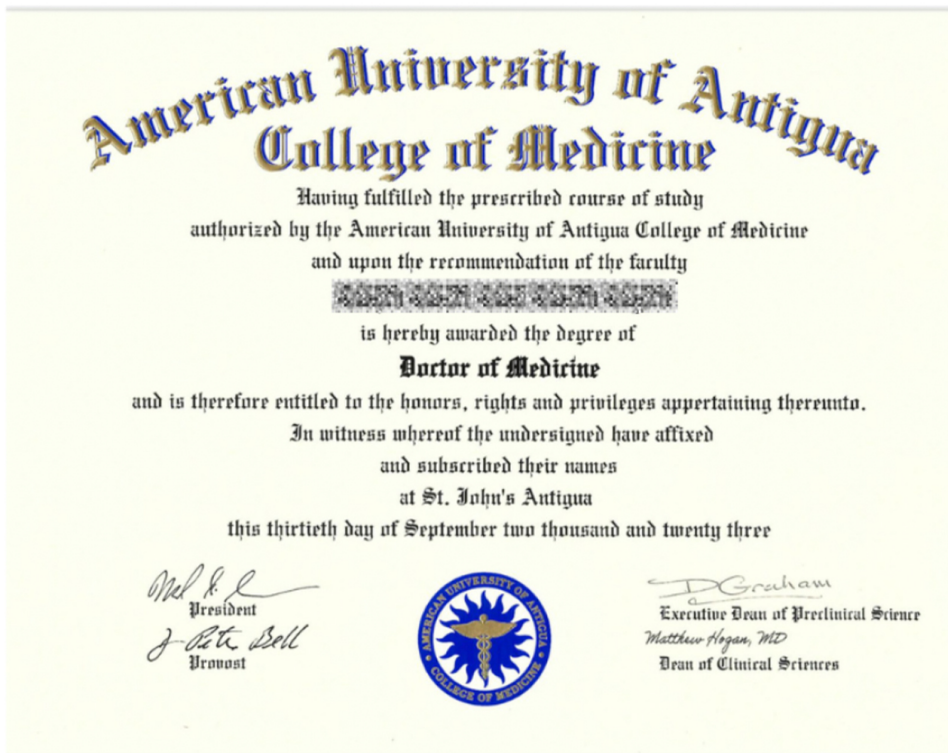 American University of Antigua
College of Medicine
Having fulfilled the prescribed course of study
authorized by the American University of Antigua College of Medicine
and upon the recommendation of the faculty
is hereby awarded the degree of
Doctor of Medicine
and is therefore entitled to the honors, rights and privileges appertaining thereunto.
In witness whereof the undersigned have affixed
and subscribed their names
at St. John's Antigua
this thirtieth day of September two thousand and twenty three
President
J Peter Bell
Provost
AMERICAN UNIVERSITY OF ANTIGUA
COLLEGE OF MEDICINE
D Graham
Executive Dean of Preclinical Science
Matthew Hogan, MD
Dean of Clinical Sciences